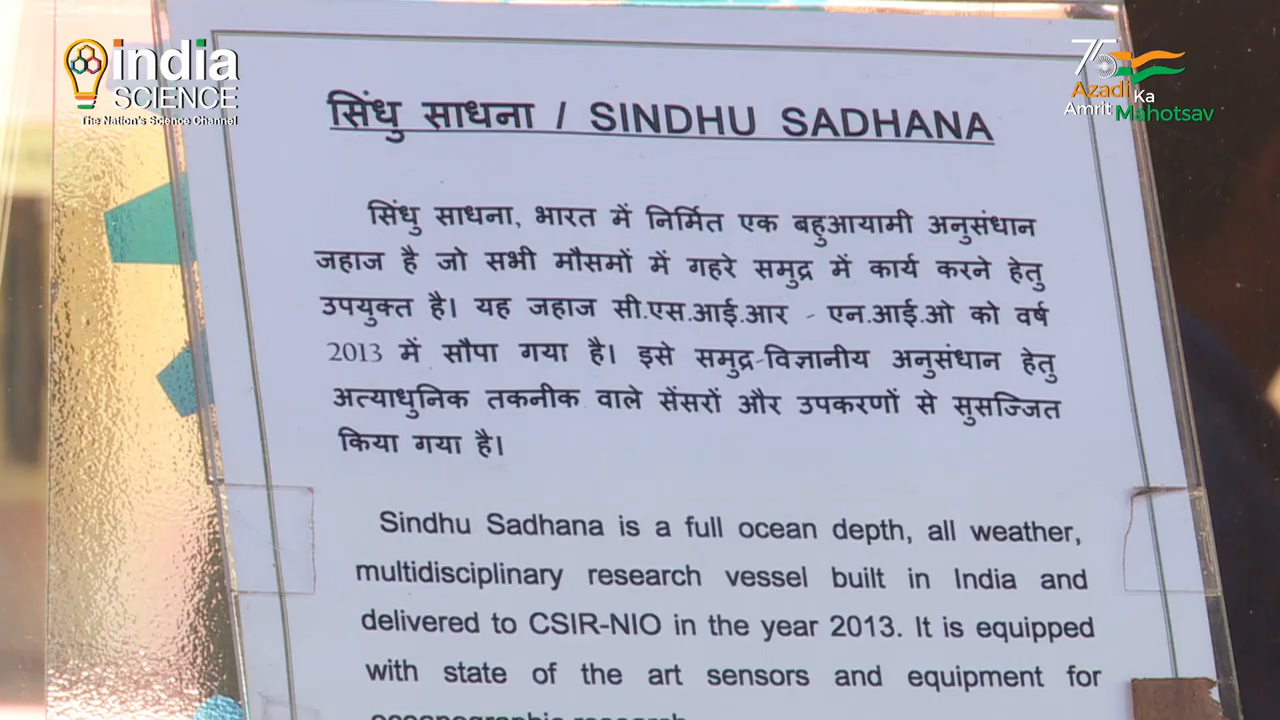 india
SCIENCE
The Nation's Science Channel
75
Azadi
Ka
Amrit Mahotsav
सिंधु साधना / SINDHU SADHANA
सिंधु साधना, भारत में निर्मित एक बहुआयामी अनुसंधान
जहाज है जो सभी मौसमों में गहरे समुद्र में कार्य करने हेतु
उपयुक्त है। यह जहाज सी.एस.आई.आर - एन.आई.ओ को वर्ष
2013 में सौपा गया है। इसे समुद्र-विज्ञानीय अनुसंधान हेतु
अत्याधुनिक तकनीक वाले सेंसरों और उपकरणों से सुसज्जित
किया गया है।
Sindhu Sadhana is a full ocean depth, all weather,
multidisciplinary research vessel built in India and
delivered to CSIR-NIO in the year 2013. It is equipped
with state of the art sensors and equipment for
oceanographic research